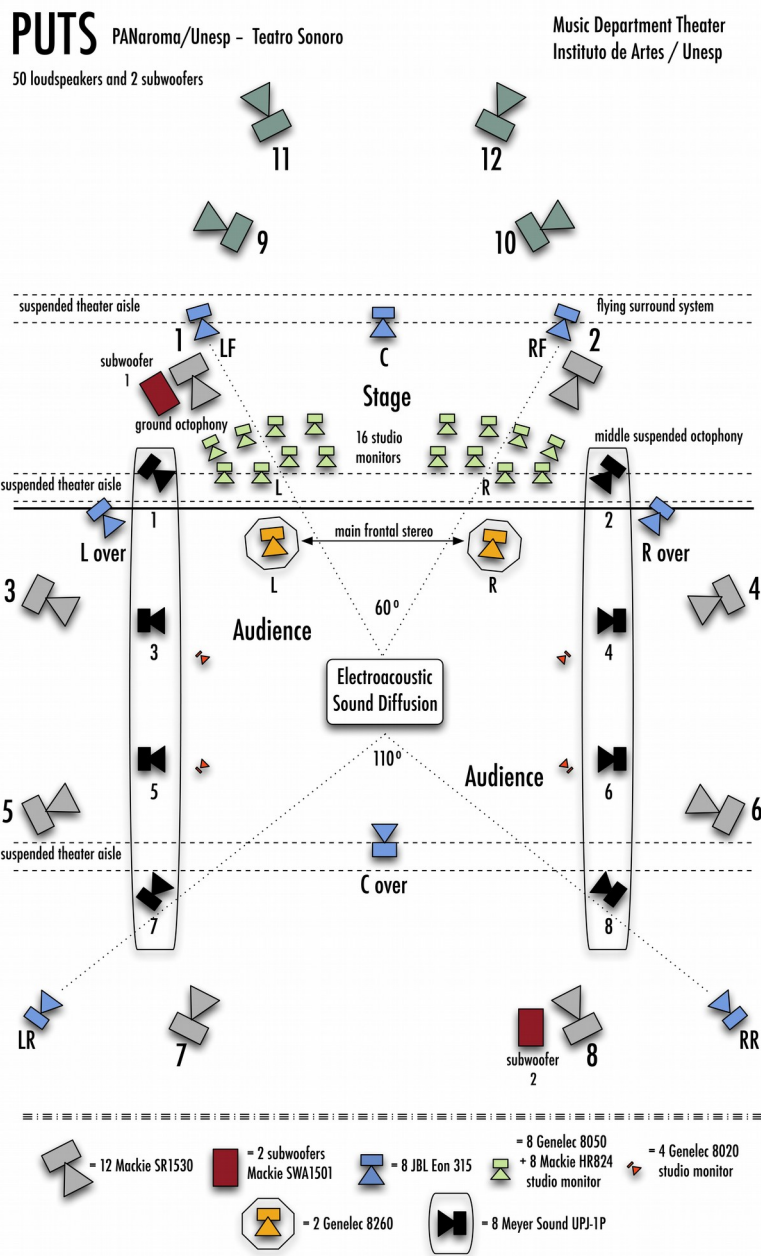 PUTS PANaroma/Unesp – Teatro Sonoro
Music Department Theater
Instituto de Artes / Unesp
50 loudspeakers and 2 subwoofers
11
12
9
10
suspended theater aisle
flying surround system
1
LF
C
RF
2
subwoofer
1
Stage
ground octophony
16 studio
monitors
middle suspended octophony
suspended theater aisle
L
R
1
2
L over
main frontal stereo
R over
3
L
R
4
60º
Audience
3
4
Electroacoustic
Sound Diffusion
110º
5
5
Audience
6
6
suspended theater aisle
C over
7
8
LR
7
subwoofer
2
8
RR
= 12 Mackie SR1530
= 2 subwoofers
Mackie SWA1501
= 8 JBL Eon 315
= 8 Genelec 8050
+ 8 Mackie HR824
studio monitor
= 4 Genelec 8020
studio monitor
= 2 Genelec 8260
= 8 Meyer Sound UPJ-1P